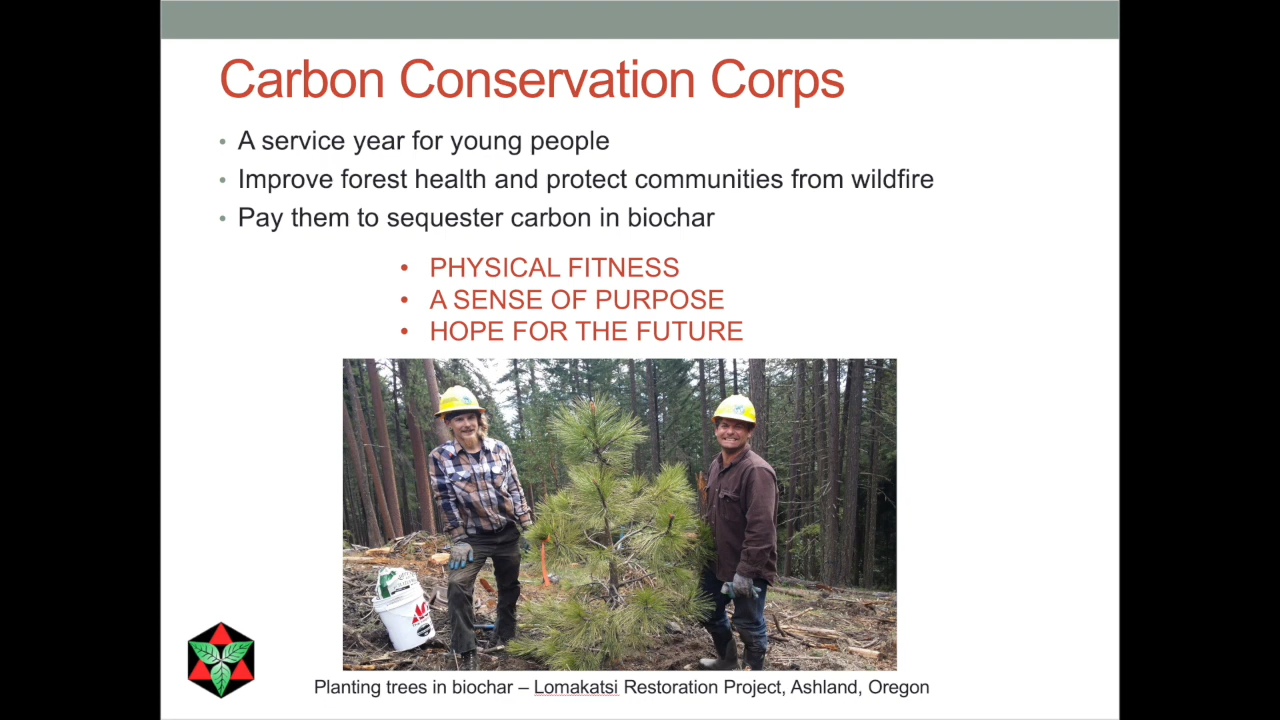 Carbon Conservation Corps
• A service year for young people
• Improve forest health and protect communities from wildfire
• Pay them to sequester carbon in biochar
• PHYSICAL FITNESS
• A SENSE OF PURPOSE
• HOPE FOR THE FUTURE
Planting trees in biochar – Lomakatsi Restoration Project, Ashland, Oregon